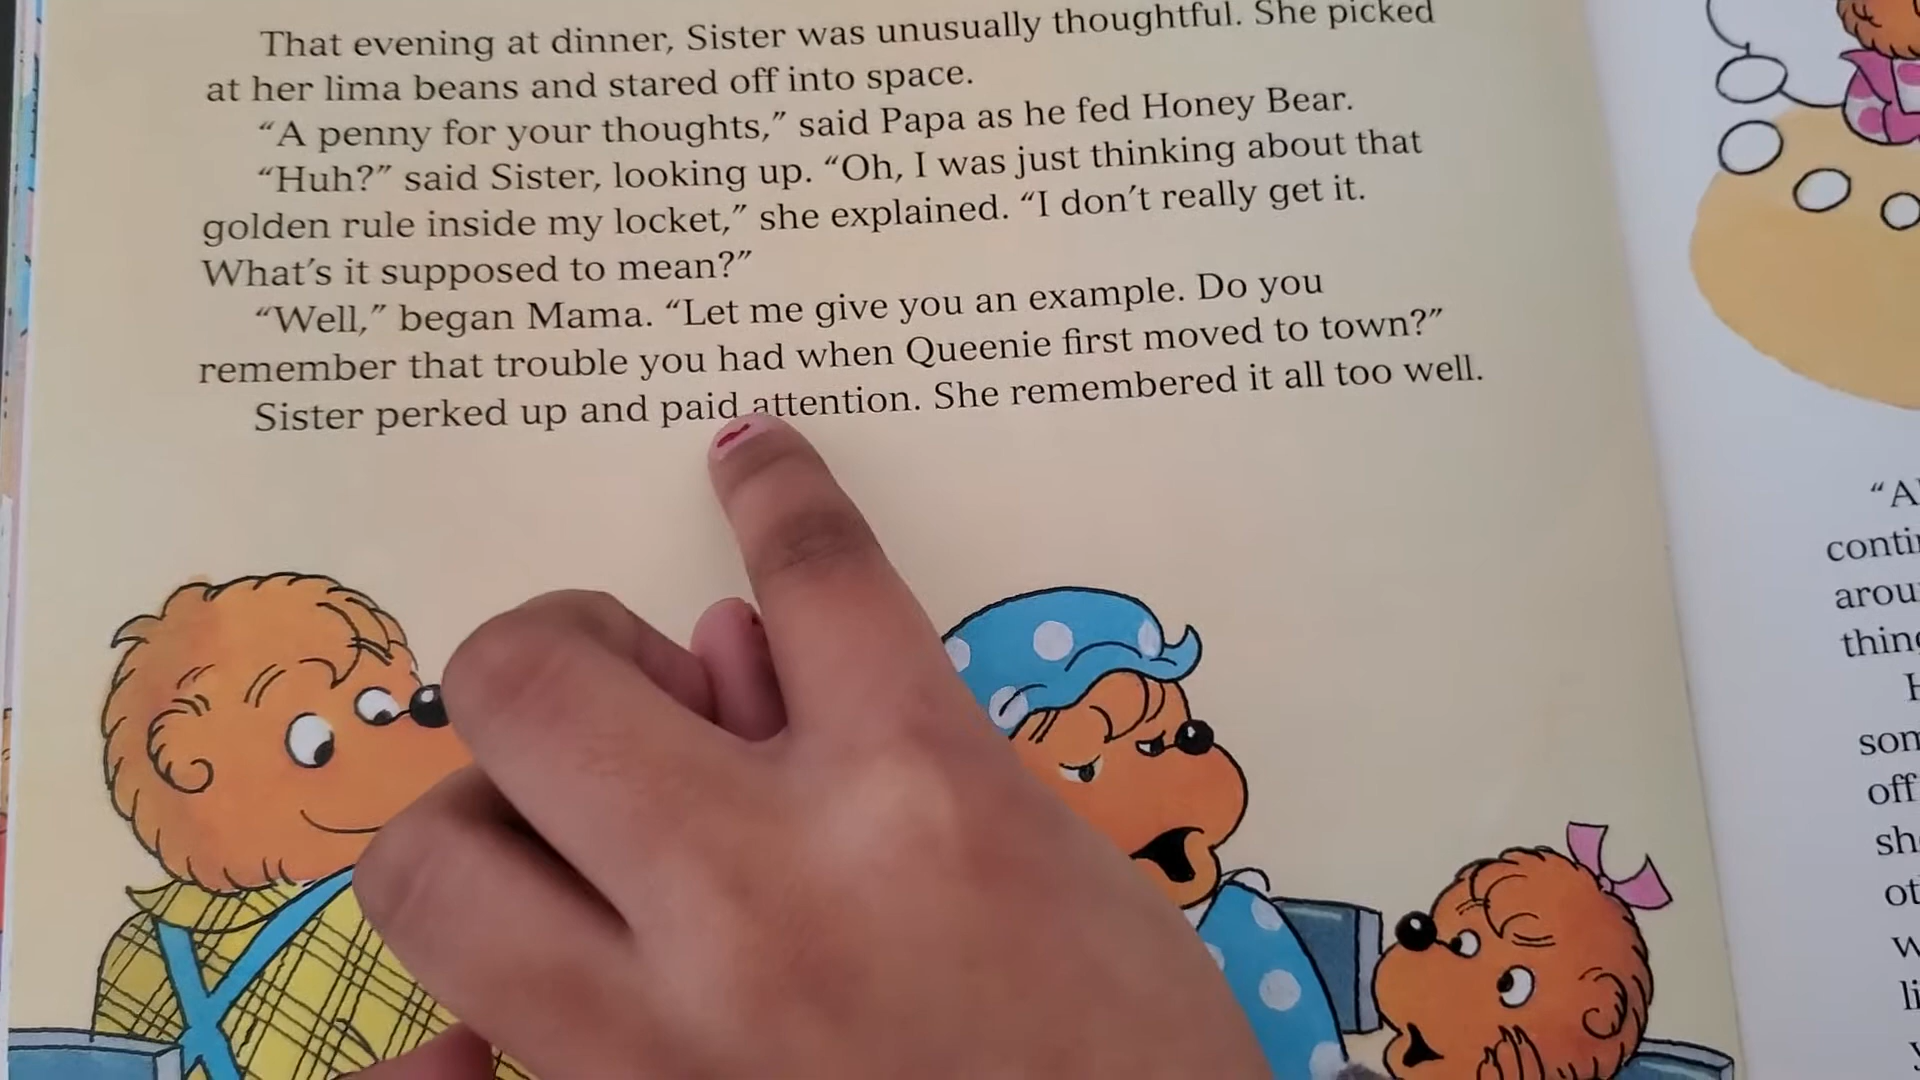 That evening at dinner, Sister was unusually thoughtful. She picked
at her lima beans and stared off into space.
“A penny for your thoughts,” said Papa as he fed Honey Bear.
“Huh?” said Sister, looking up. “Oh, I was just thinking about that
golden rule inside my locket,” she explained. “I don’t really get it.
What’s it supposed to mean?”
“Well,” began Mama. “Let me give you an example. Do you
remember that trouble you had when Queenie first moved to town?”
Sister perked up and paid attention. She remembered it all too well.